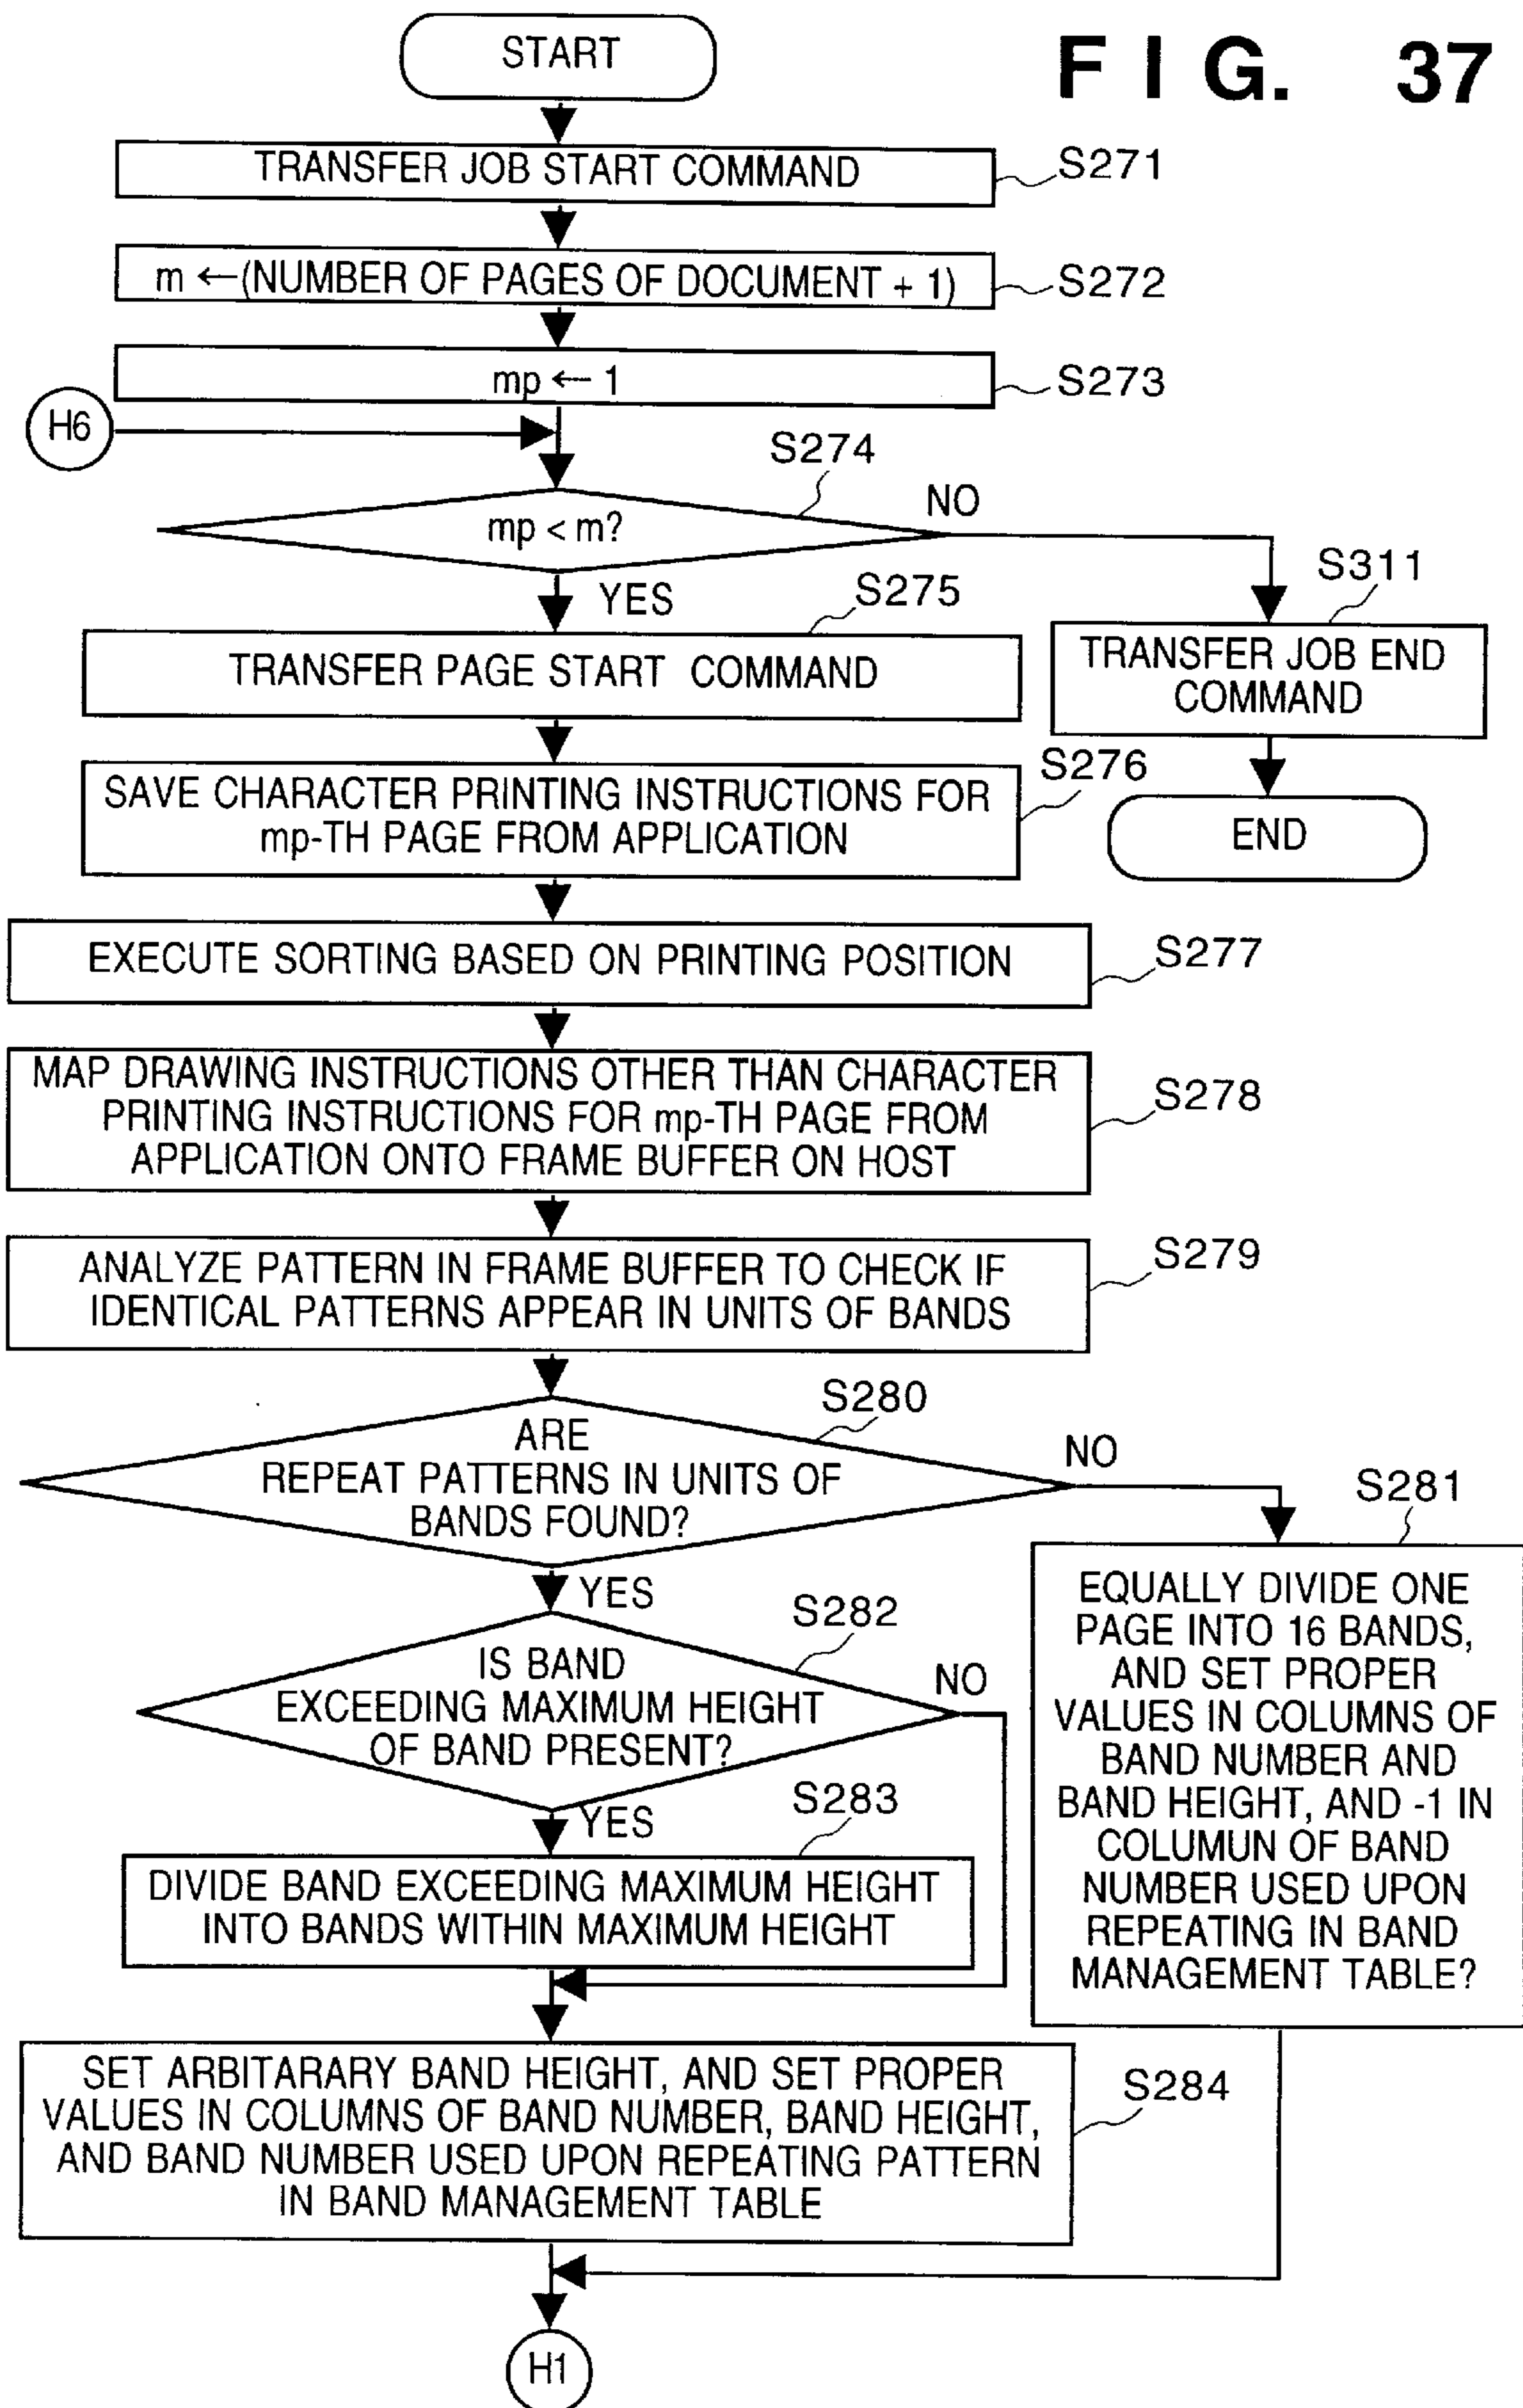 START
F I G. 37
TRANSFER JOB START COMMAND
S271
m ←(NUMBER OF PAGES OF DOCUMENT + 1)
S272
mp ← 1
S273
H6
S274
mp < m?
NO
YES
S275
S311
TRANSFER PAGE START COMMAND
TRANSFER JOB END
COMMAND
S276
SAVE CHARACTER PRINTING INSTRUCTIONS FOR
mp-TH PAGE FROM APPLICATION
END
EXECUTE SORTING BASED ON PRINTING POSITION
S277
MAP DRAWING INSTRUCTIONS OTHER THAN CHARACTER
PRINTING INSTRUCTIONS FOR mp-TH PAGE FROM
APPLICATION ONTO FRAME BUFFER ON HOST
S278
ANALYZE PATTERN IN FRAME BUFFER TO CHECK IF
IDENTICAL PATTERNS APPEAR IN UNITS OF BANDS
S279
S280
ARE
REPEAT PATTERNS IN UNITS OF
BANDS FOUND?
NO
YES
S281
EQUALLY DIVIDE ONE
PAGE INTO 16 BANDS,
AND SET PROPER
VALUES IN COLUMNS OF
BAND NUMBER AND
BAND HEIGHT, AND -1 IN
COLUMUN OF BAND
NUMBER USED UPON
REPEATING IN BAND
MANAGEMENT TABLE?
S282
IS BAND
EXCEEDING MAXIMUM HEIGHT
OF BAND PRESENT?
NO
YES
S283
DIVIDE BAND EXCEEDING MAXIMUM HEIGHT
INTO BANDS WITHIN MAXIMUM HEIGHT
SET ARBITARARY BAND HEIGHT, AND SET PROPER
VALUES IN COLUMNS OF BAND NUMBER, BAND HEIGHT,
AND BAND NUMBER USED UPON REPEATING PATTERN
IN BAND MANAGEMENT TABLE
S284
H1